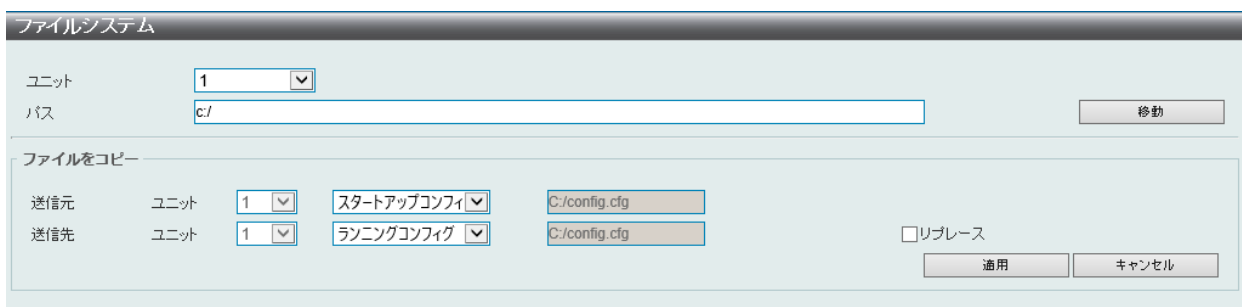 ファイルシステム
ユニット 1
パス c:/ 移動
ファイルをコピー
送信元 ユニット 1 スタートアップコンフィ C:/config.cfg
送信先 ユニット 1 ランニングコンフィグ C:/config.cfg リプレース
適用 キャンセル